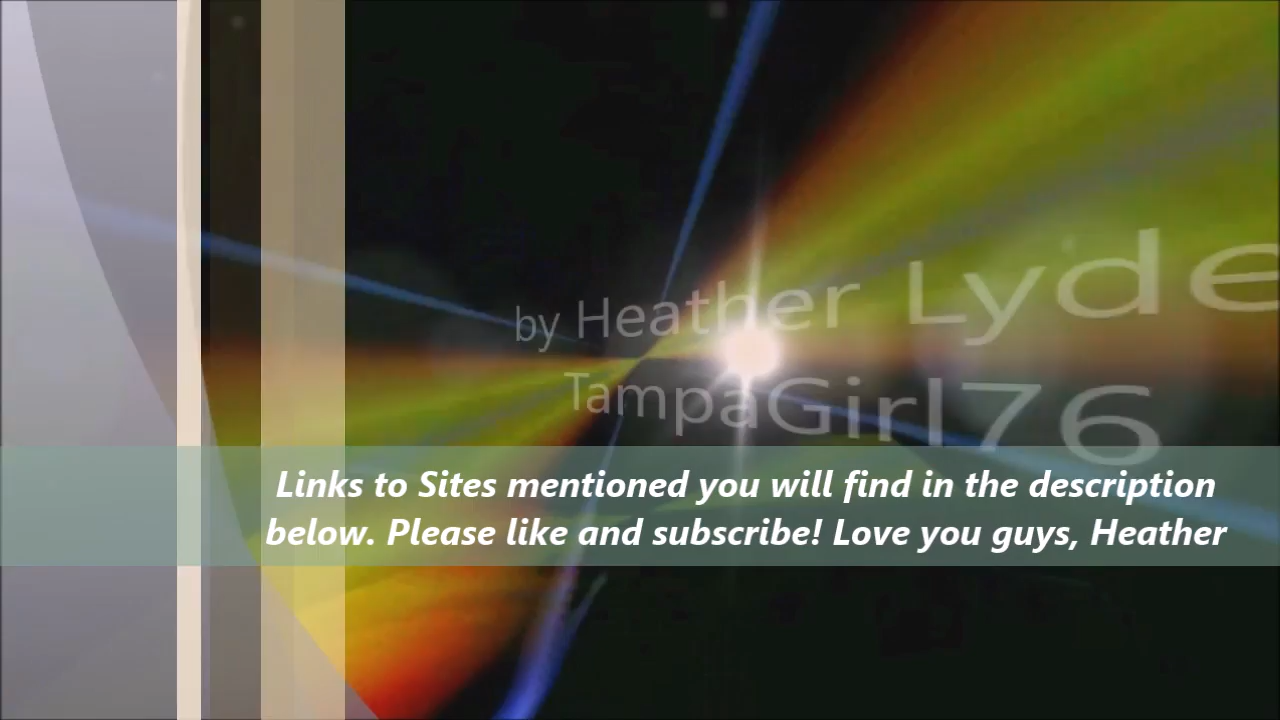 by Heather Lyde
TampaGirl76
Links to Sites mentioned you will find in the description
below. Please like and subscribe! Love you guys, Heather